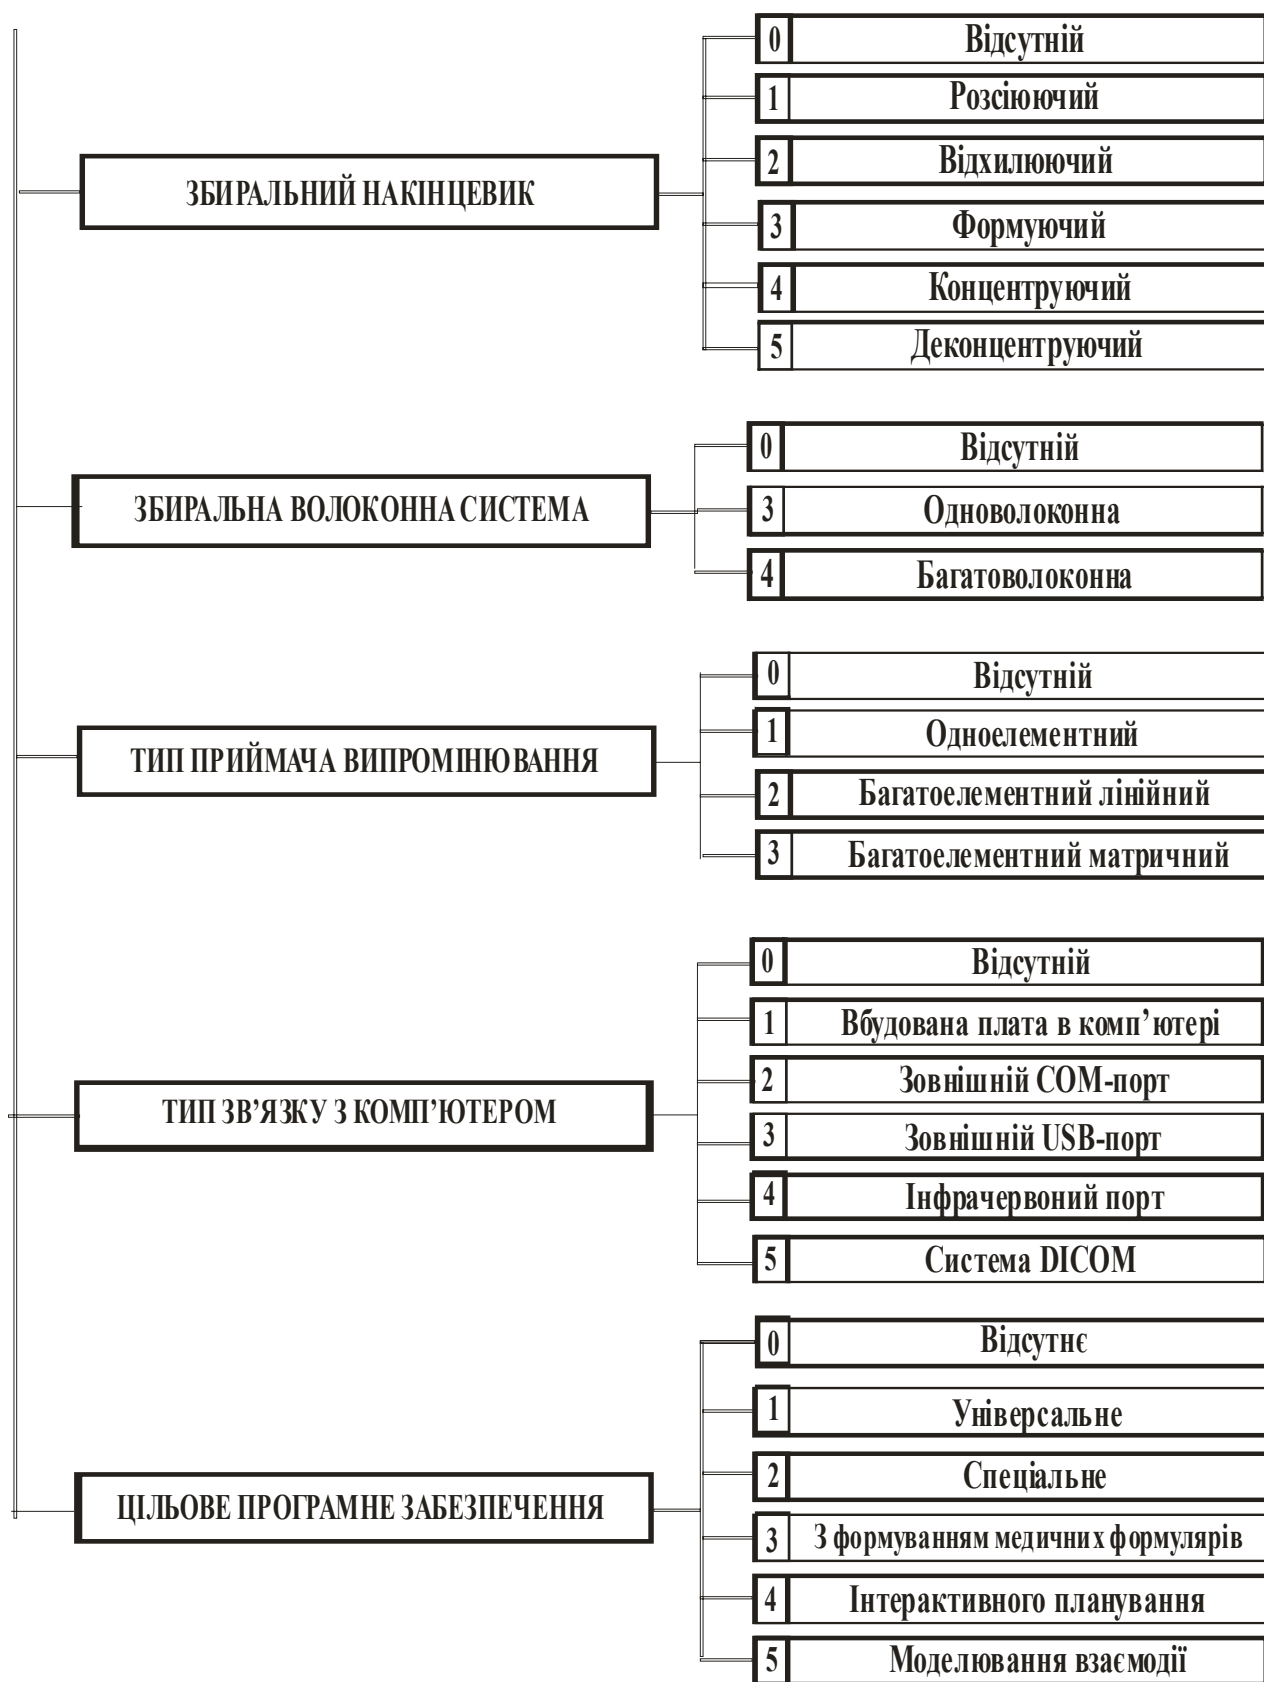 ЗБИРАЛЬНИЙ НАКІНЦЕВИК
0 Відсутній
1 Розсіюючий
2 Відхилюючий
3 Формуючий
4 Концентруючий
5 Деконцентруючий
ЗБИРАЛЬНА ВОЛОКОННА СИСТЕМА
0 Відсутній
3 Одноволоконна
4 Багатоволоконна
ТИП ПРИЙМАЧА ВИПРОМІНЮВАННЯ
0 Відсутній
1 Одноелементний
2 Багатоелементний лінійний
3 Багатоелементний матричний
ТИП ЗВ’ЯЗКУ З КОМП’ЮТЕРОМ
0 Відсутній
1 Вбудована плата в комп’ютері
2 Зовнішній COM-порт
3 Зовнішній USB-порт
4 Інфрачервоний порт
5 Система DICOM
ЦІЛЬОВЕ ПРОГРАМНЕ ЗАБЕЗПЕЧЕННЯ
0 Відсутнє
1 Універсальне
2 Спеціальне
3 З формуванням медичних формулярів
4 Інтерактивного планування
5 Моделювання взаємодії